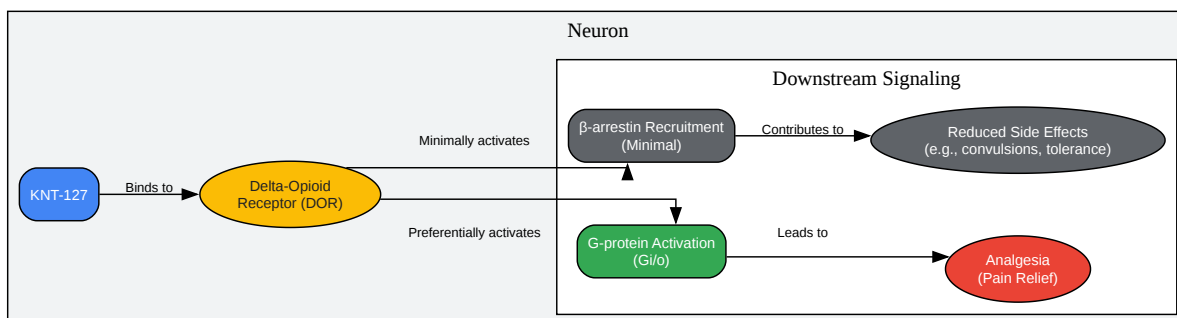 Neuron
Downstream Signaling
KNT-127
Binds to
Delta-Opioid
Receptor (DOR)
Minimally activates
Preferentially activates
β-arrestin Recruitment
(Minimal)
Contributes to
Reduced Side Effects
(e.g., convulsions, tolerance)
G-protein Activation
(Gi/o)
Leads to
Analgesia
(Pain Relief)